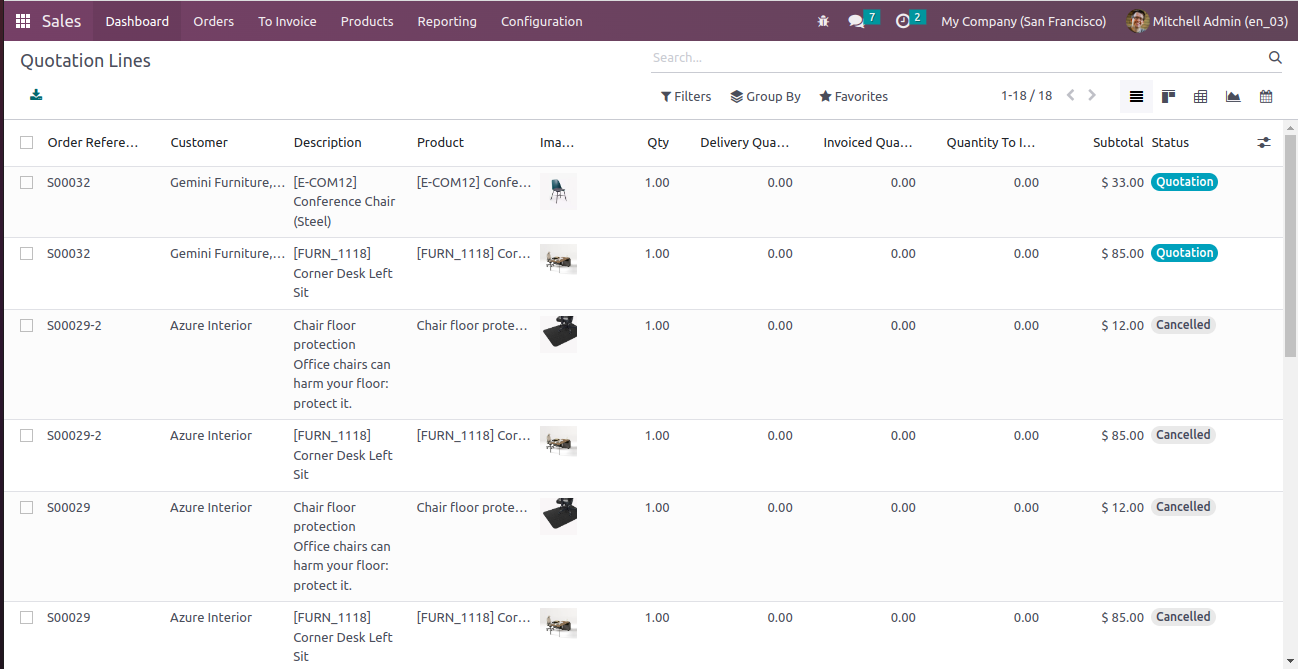 Sales Dashboard Orders To Invoice Products Reporting Configuration 7 2 My Company (San Francisco) Mitchell Admin (en_03)
Quotation Lines
Search...
Filters Group By Favorites 1-18 / 18
Order Refere... Customer Description Product Ima... Qty Delivery Qua... Invoiced Qua... Quantity To I... Subtotal Status
S00032 Gemini Furniture,... [E-COM12] [E-COM12] Confe... 1.00 0.00 0.00 0.00 $ 33.00 Quotation
Conference Chair
(Steel)
S00032 Gemini Furniture,... [FURN_1118] [FURN_1118] Cor... 1.00 0.00 0.00 0.00 $ 85.00 Quotation
Corner Desk Left
Sit
S00029-2 Azure Interior Chair floor Chair floor prote... 1.00 0.00 0.00 0.00 $ 12.00 Cancelled
protection
Office chairs can
harm your floor:
protect it.
S00029-2 Azure Interior [FURN_1118] [FURN_1118] Cor... 1.00 0.00 0.00 0.00 $ 85.00 Cancelled
Corner Desk Left
Sit
S00029 Azure Interior Chair floor Chair floor prote... 1.00 0.00 0.00 0.00 $ 12.00 Cancelled
protection
Office chairs can
harm your floor:
protect it.
S00029 Azure Interior [FURN_1118] [FURN_1118] Cor... 1.00 0.00 0.00 0.00 $ 85.00 Cancelled
Corner Desk Left
Sit